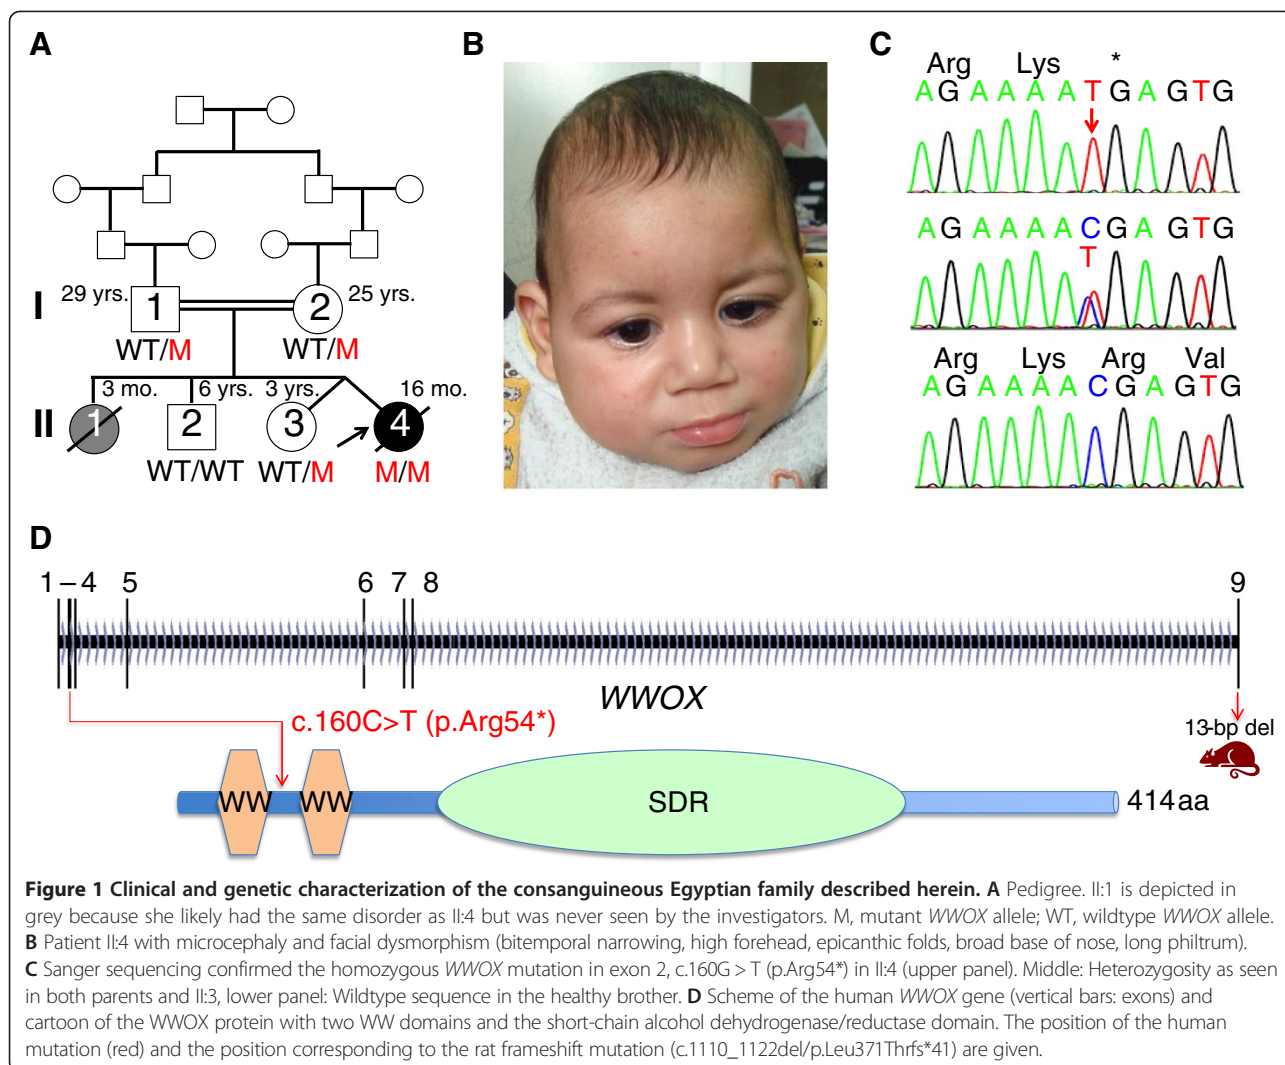 A
B
C
29 yrs.
I
1
2
25 yrs.
WT/M
WT/M
3 mo.
6 yrs.
3 yrs.
16 mo.
II
1
2
3
4
WT/WT
WT/M
M/M
Arg Lys *
AGAAAATGAGTG
AGAAAACGAGTG
T
Arg Lys Arg Val
AGAAAACGAGTG
D
1 – 4 5 6 7 8 9
WWOX
c.160C>T (p.Arg54*)
13-bp del
WW WW SDR 414aa
Figure 1 Clinical and genetic characterization of the consanguineous Egyptian family described herein. A Pedigree. II:1 is depicted in
grey because she likely had the same disorder as II:4 but was never seen by the investigators. M, mutant WWOX allele; WT, wildtype WWOX allele.
B Patient II:4 with microcephaly and facial dysmorphism (bitemporal narrowing, high forehead, epicanthic folds, broad base of nose, long philtrum).
C Sanger sequencing confirmed the homozygous WWOX mutation in exon 2, c.160G > T (p.Arg54*) in II:4 (upper panel). Middle: Heterozygosity as seen
in both parents and II:3, lower panel: Wildtype sequence in the healthy brother. D Scheme of the human WWOX gene (vertical bars: exons) and
cartoon of the WWOX protein with two WW domains and the short-chain alcohol dehydrogenase/reductase domain. The position of the human
mutation (red) and the position corresponding to the rat frameshift mutation (c.1110_1122del/p.Leu371Thrfs*41) are given.